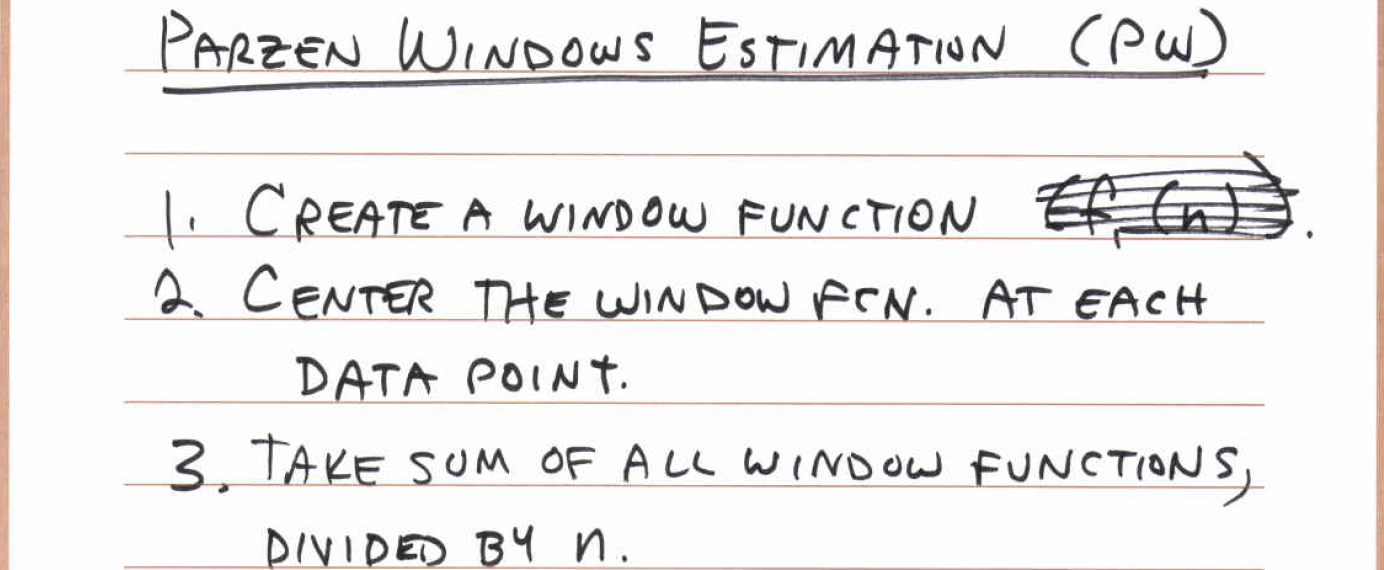 PARZEN WINDOWS ESTIMATION (PW)
1. CREATE A WINDOW FUNCTION .
2. CENTER THE WINDOW FCN. AT EACH
DATA POINT.
3. TAKE SUM OF ALL WINDOW FUNCTIONS,
DIVIDED BY n.